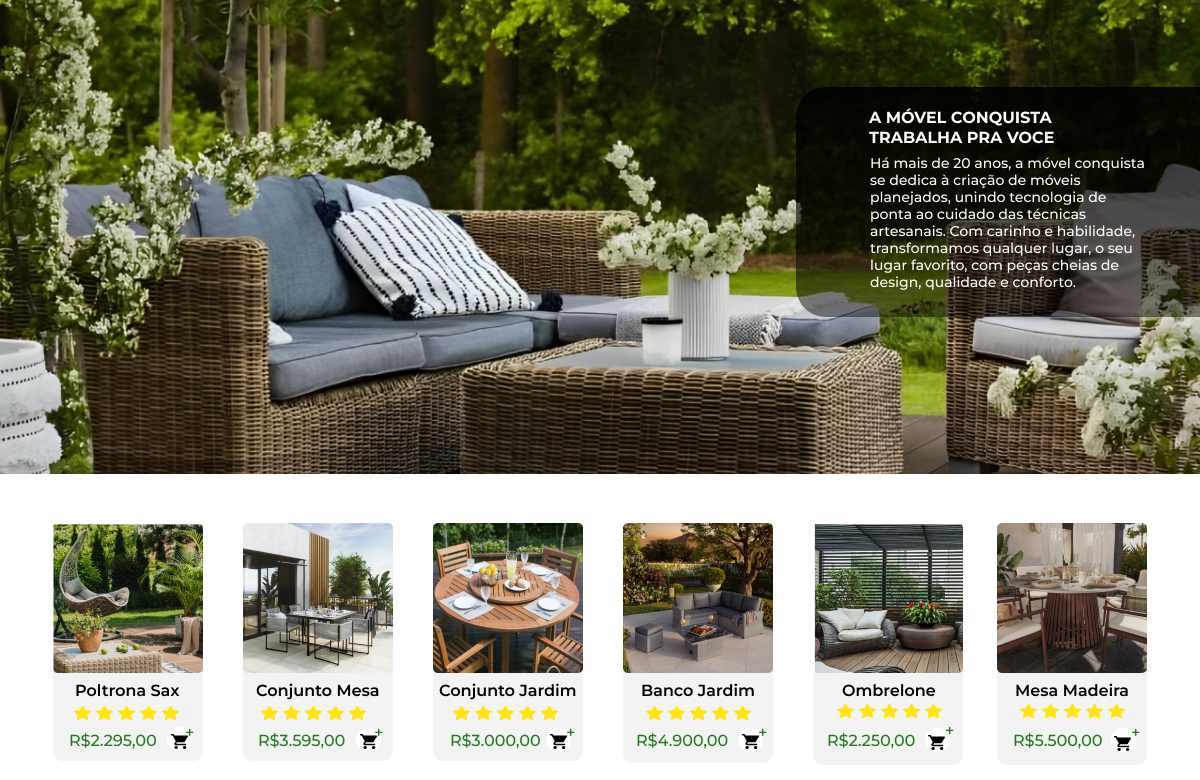 A MÓVEL CONQUISTA
TRABALHA PRA VOCE
Há mais de 20 anos, a móvel conquista
se dedica à criação de móveis
planejados, unindo tecnologia de
ponta ao cuidado das técnicas
artesanais. Com carinho e habilidade,
transformamos qualquer lugar, o seu
lugar favorito, com peças cheias de
design, qualidade e conforto.
Poltrona Sax
R$2.295,00
Conjunto Mesa
R$3.595,00
Conjunto Jardim
R$3.000,00
Banco Jardim
R$4.900,00
Ombrelone
R$2.250,00
Mesa Madeira
R$5.500,00